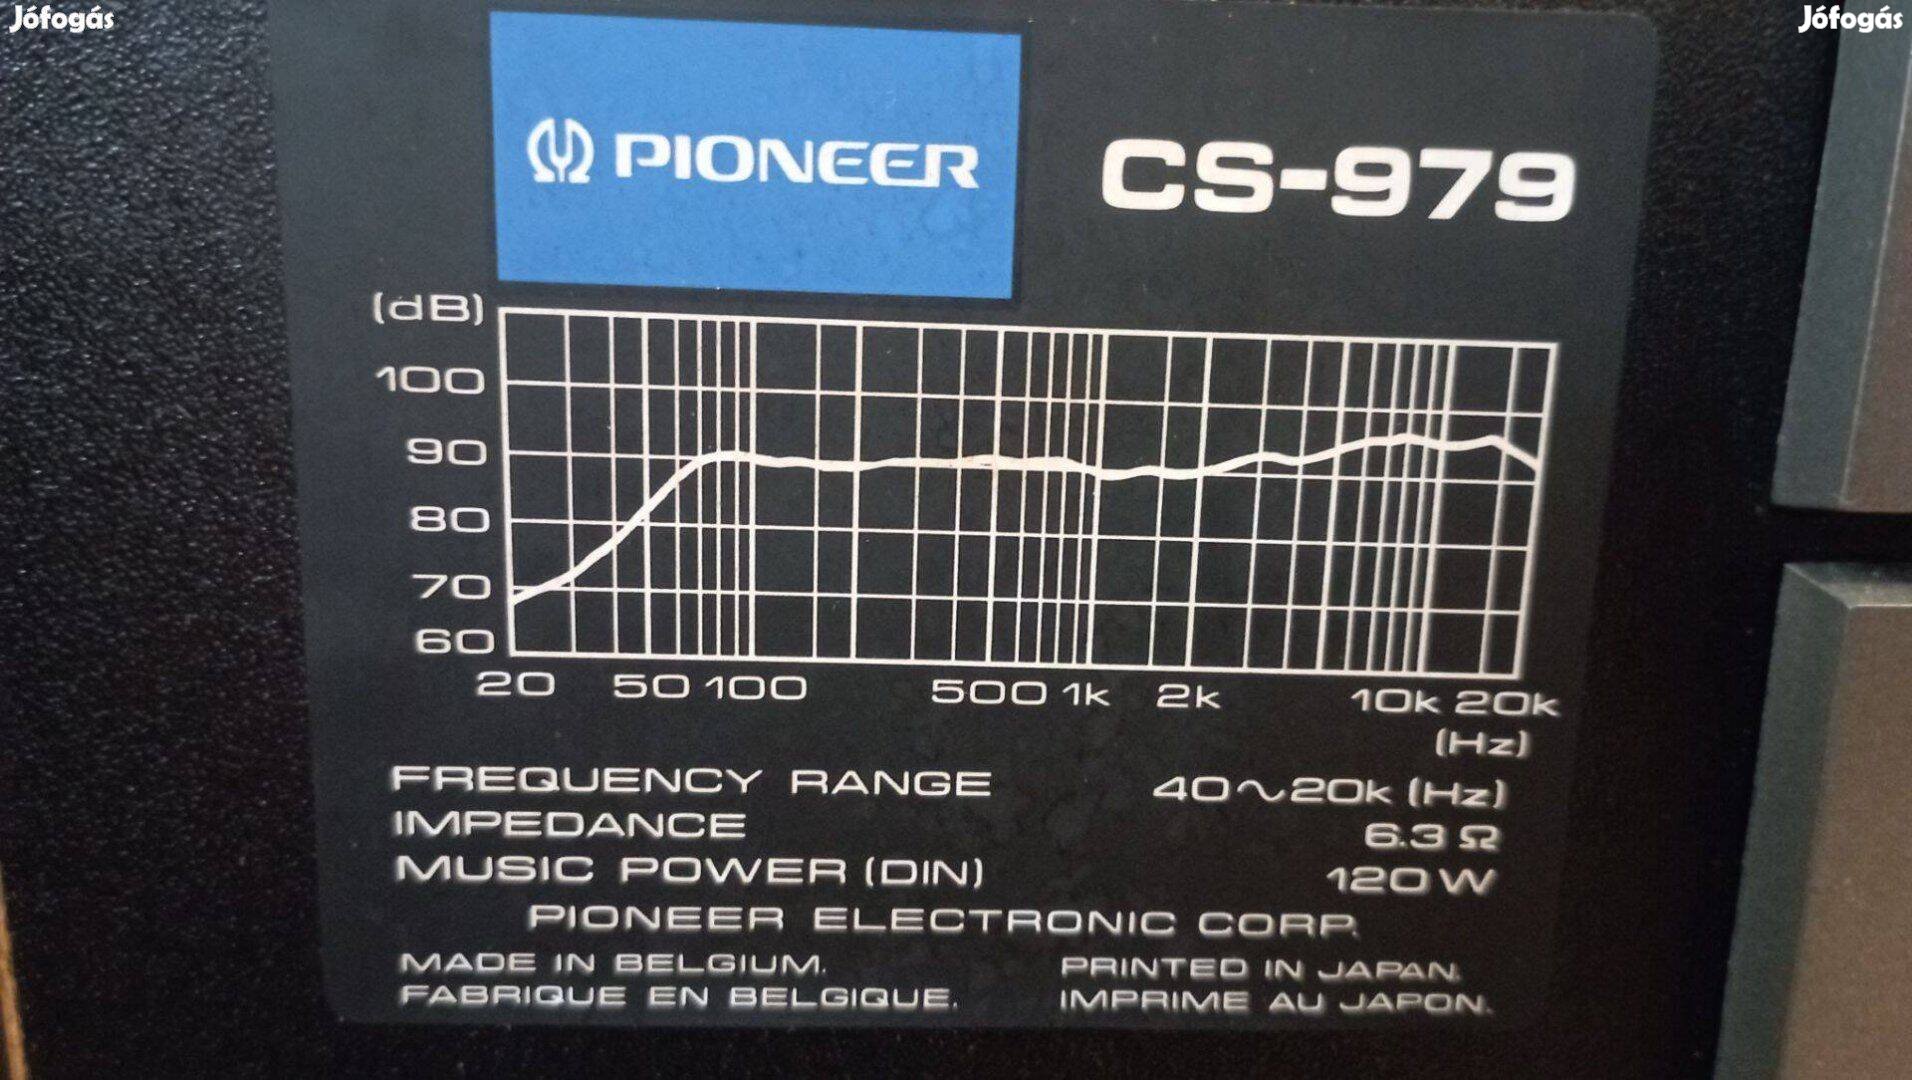 Jófogás Jófogás
PIONEER CS-979
(dB)
100
90
80
70
60
20 50 100 500 1k 2k 10k 20k
(Hz)
FREQUENCY RANGE 40~20k (Hz)
IMPEDANCE 6.3 Ω
MUSIC POWER (DIN) 120 W
PIONEER ELECTRONIC CORP.
MADE IN BELGIUM. PRINTED IN JAPAN.
FABRIQUE EN BELGIQUE. IMPRIME AU JAPON.